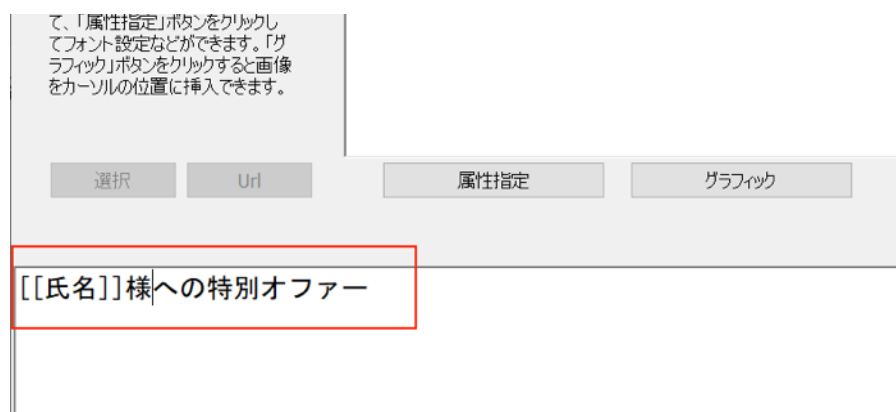 て、「属性指定」ボタンをクリックし
てフォント設定などができます。「グ
ラフィック」ボタンをクリックすると画像
をカーソルの位置に挿入できます。
選択 Url 属性指定 グラフィック
[[氏名]]様への特別オファー